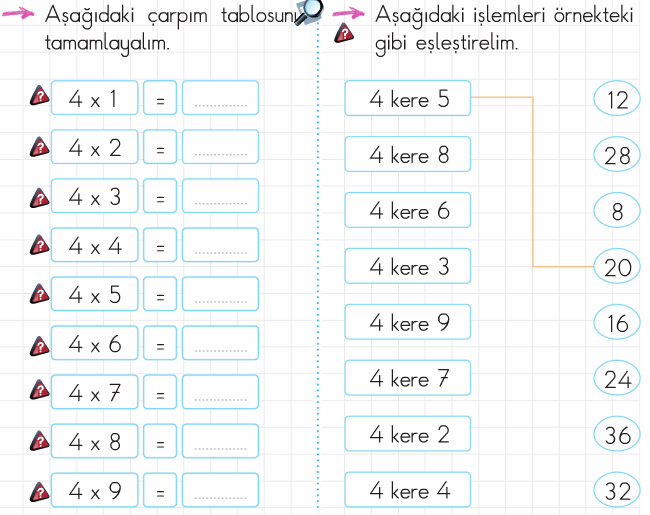 Aşağıdaki çarpım tablosunu
tamamlayalım.
? 4 x 1 = ..............
? 4 x 2 = ..............
? 4 x 3 = ..............
? 4 x 4 = ..............
? 4 x 5 = ..............
? 4 x 6 = ..............
? 4 x 7 = ..............
? 4 x 8 = ..............
? 4 x 9 = ..............
Aşağıdaki işlemleri örnekteki
? gibi eşleştirelim.
4 kere 5 12
4 kere 8 28
4 kere 6 8
4 kere 3 20
4 kere 9 16
4 kere 7 24
4 kere 2 36
4 kere 4 32